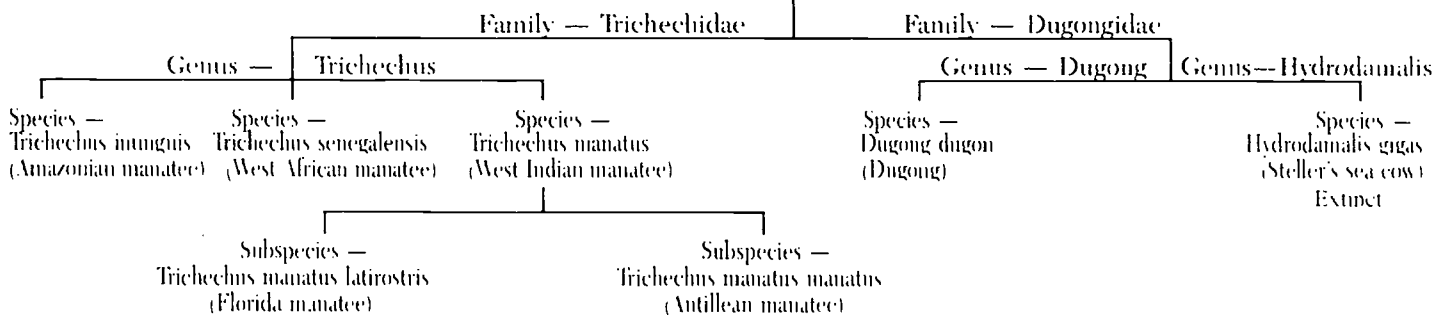 Family — Trichechidae
Family — Dugongidae
Genus — Trichechus
Genus — Dugong
Genus—Hydrodamalis
Species —
Trichechus inunguis
(Amazonian manatee)
Species —
Trichechus senegalensis
(West African manatee)
Species —
Trichechus manatus
(West Indian manatee)
Species —
Dugong dugon
(Dugong)
Species —
Hydrodamalis gigas
(Steller's sea cow)
Extinct
Subspecies —
Trichechus manatus latirostris
(Florida manatee)
Subspecies —
Trichechus manatus manatus
(Antillean manatee)